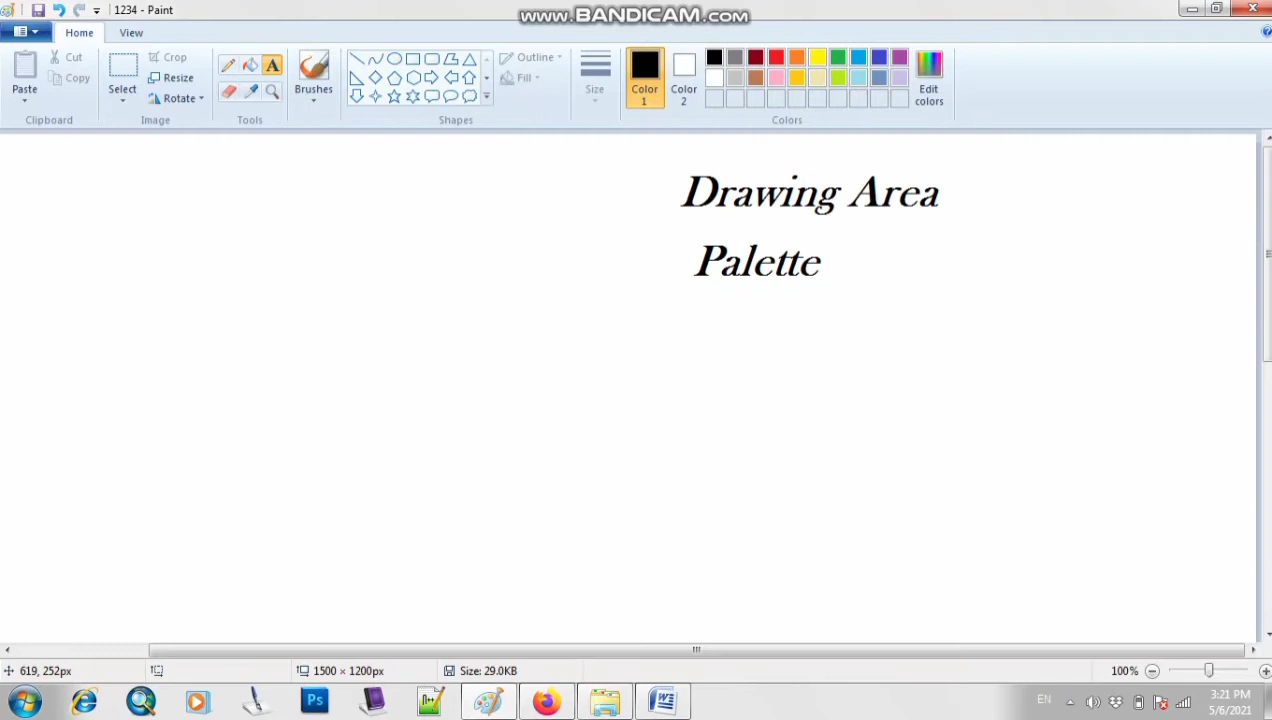 1234 - Paint
www.BANDICAM.com
Home
View
Paste
Cut
Copy
Clipboard
Select
Crop
Resize
Rotate
Image
A
Tools
Brushes
Outline
Fill
Shapes
Size
Color 1
Color 2
Edit colors
Colors
Drawing Area
Palette
619, 252px
1500 × 1200px
Size: 29.0KB
100%
Ps
EN
3:21 PM
5/6/2021